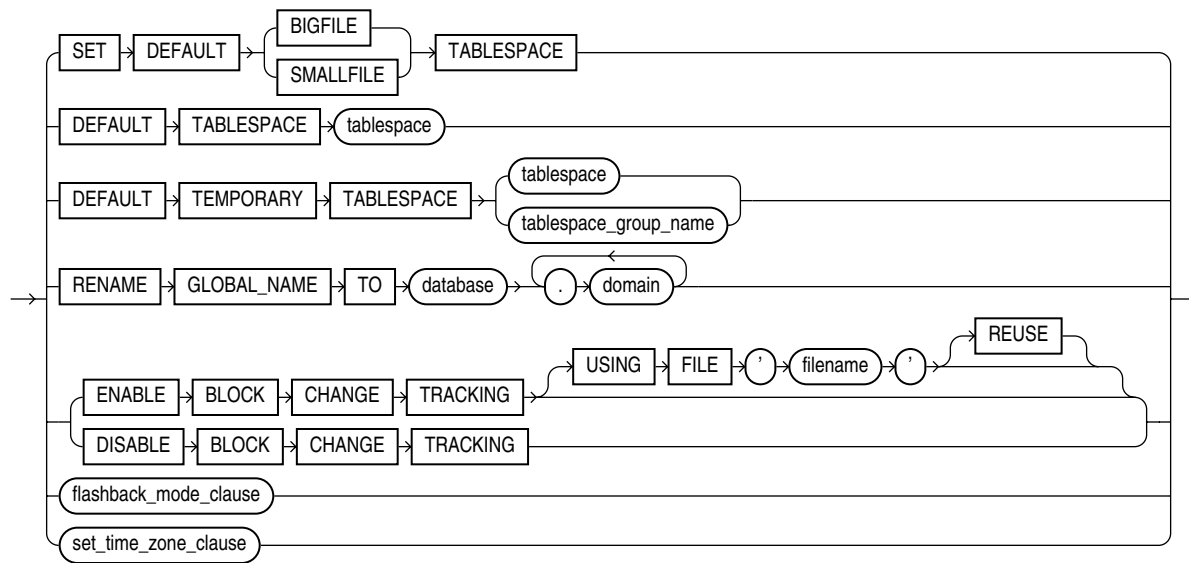 BIGFILE
SET DEFAULT TABLESPACE
SMALLFILE
DEFAULT TABLESPACE tablespace
tablespace
DEFAULT TEMPORARY TABLESPACE
tablespace_group_name
RENAME GLOBAL_NAME TO database . domain
REUSE
USING FILE ' filename '
ENABLE BLOCK CHANGE TRACKING
DISABLE BLOCK CHANGE TRACKING
flashback_mode_clause
set_time_zone_clause